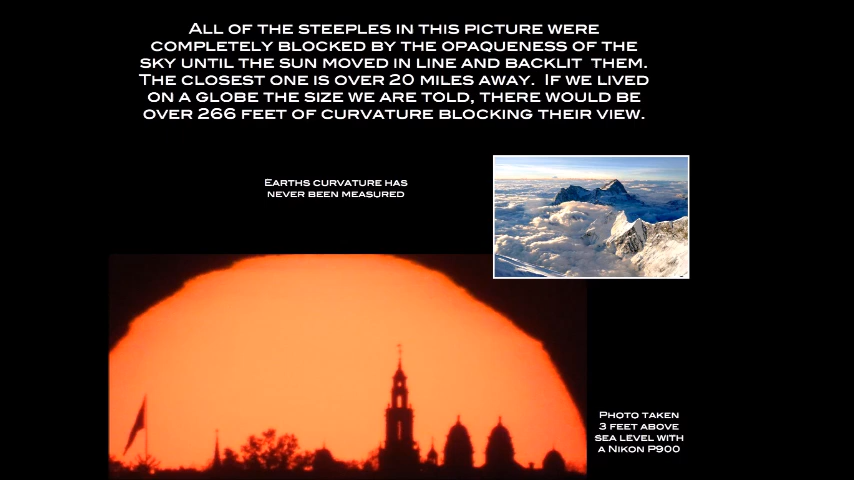 All of the steeples in this picture were
completely blocked by the opaqueness of the
sky until the sun moved in line and backlit them.
The closest one is over 20 miles away. If we lived
on a globe the size we are told, there would be
over 266 feet of curvature blocking their view.
Earths curvature has
never been measured
Photo taken
3 feet above
sea level with
a Nikon P900